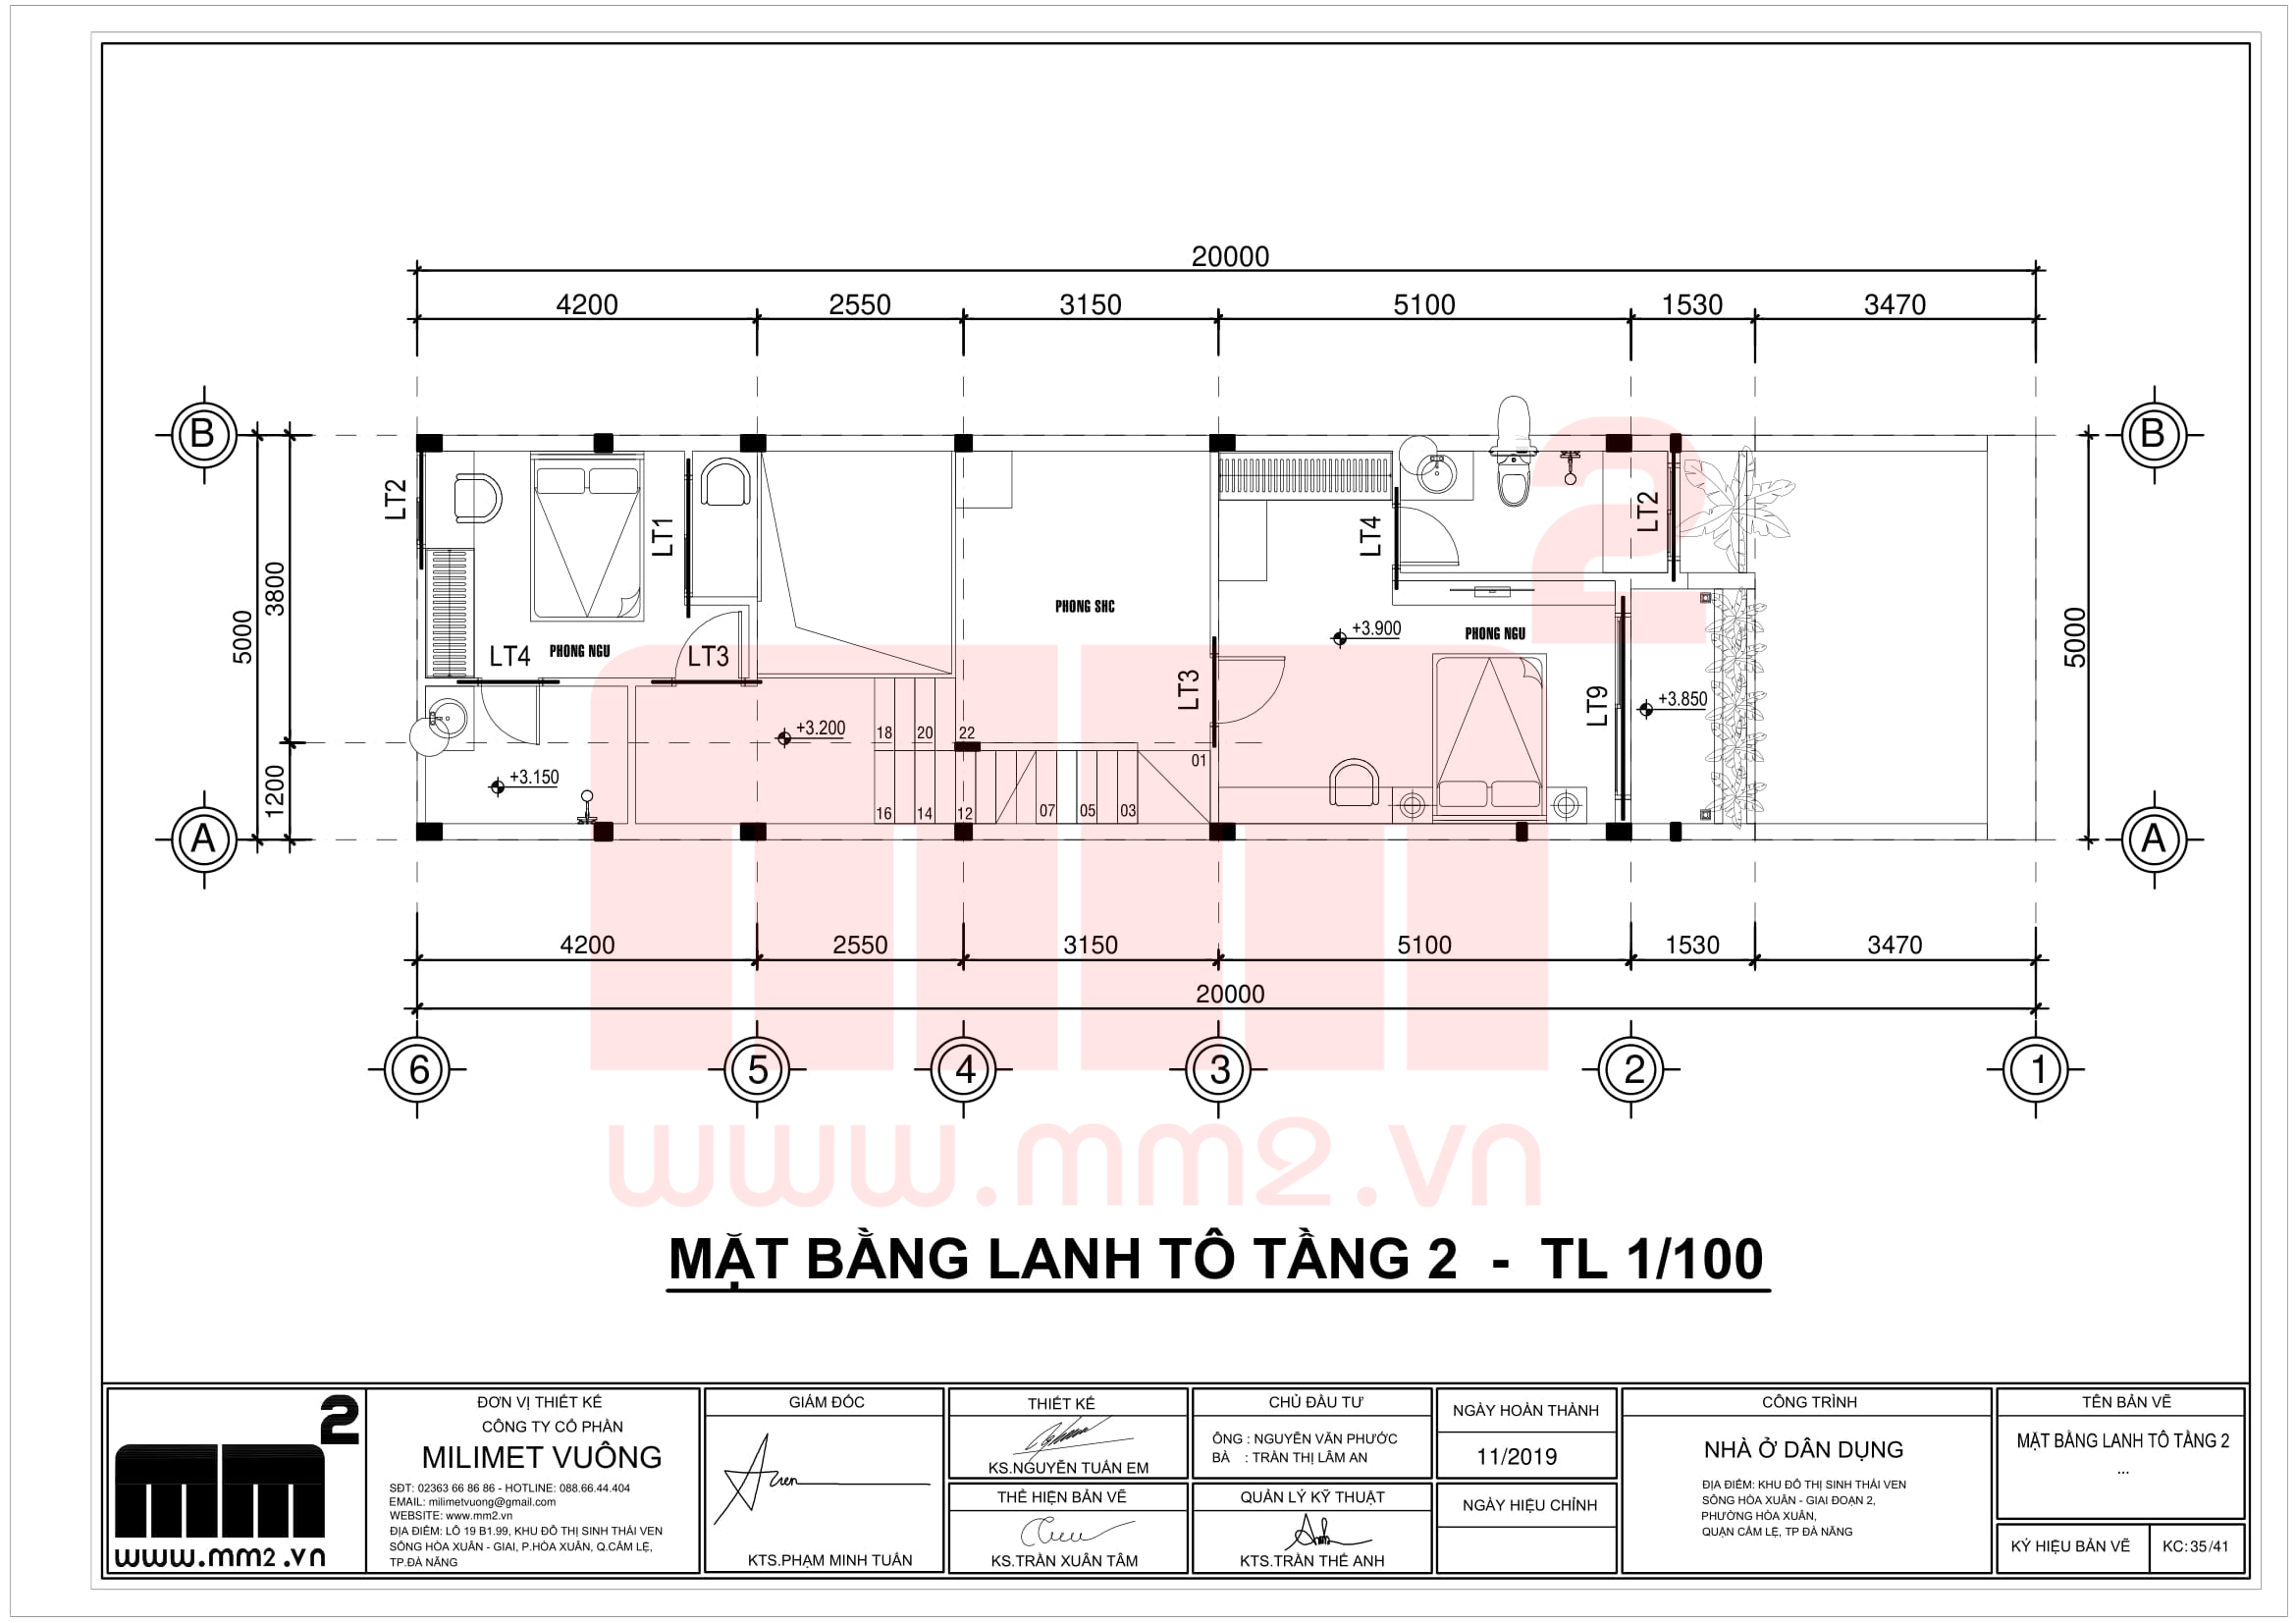 20000
4200 2550 3150 5100 1530 3470
B
B
LT2
LT1
LT4
LT2
3800
5000
PHONG SHC
+3.900
PHONG NGU
5000
LT4
PHONG NGU
LT3
LT3
LT9
+3.850
+3.200
18 20 22
01
+3.150
1200
16 14 12 07 05 03
A
A
4200 2550 3150 5100 1530 3470
20000
6 5 4 3 2 1
mm2
www.mm2.vn
MẶT BẰNG LANH TÔ TẦNG 2 - TL 1/100
mm2
www.mm2.vn
ĐƠN VỊ THIẾT KẾ
CÔNG TY CỔ PHẦN
MILIMET VUÔNG
SĐT: 02363 66 86 86 - HOTLINE: 088.66.44.404
EMAIL: milimetvuong@gmail.com
WEBSITE: www.mm2.vn
ĐỊA ĐIỂM: LÔ 19 B1.99, KHU ĐÔ THỊ SINH THÁI VEN
SÔNG HÒA XUÂN - GIAI, P.HÒA XUÂN, Q.CẨM LỆ,
TP.ĐÀ NẴNG
GIÁM ĐỐC
KTS.PHẠM MINH TUẤN
THIẾT KẾ
KS.NGUYỄN TUẤN EM
THỂ HIỆN BẢN VẼ
KS.TRẦN XUÂN TÂM
CHỦ ĐẦU TƯ
ÔNG : NGUYỄN VĂN PHƯỚC
BÀ : TRẦN THỊ LÂM AN
QUẢN LÝ KỸ THUẬT
KTS.TRẦN THẾ ANH
NGÀY HOÀN THÀNH
11/2019
NGÀY HIỆU CHỈNH
CÔNG TRÌNH
NHÀ Ở DÂN DỤNG
ĐỊA ĐIỂM: KHU ĐÔ THỊ SINH THÁI VEN
SÔNG HÒA XUÂN - GIAI ĐOẠN 2,
PHƯỜNG HÒA XUÂN,
QUẬN CẨM LỆ, TP ĐÀ NẴNG
TÊN BẢN VẼ
MẶT BẰNG LANH TÔ TẦNG 2
...
KÝ HIỆU BẢN VẼ
KC: 35/41